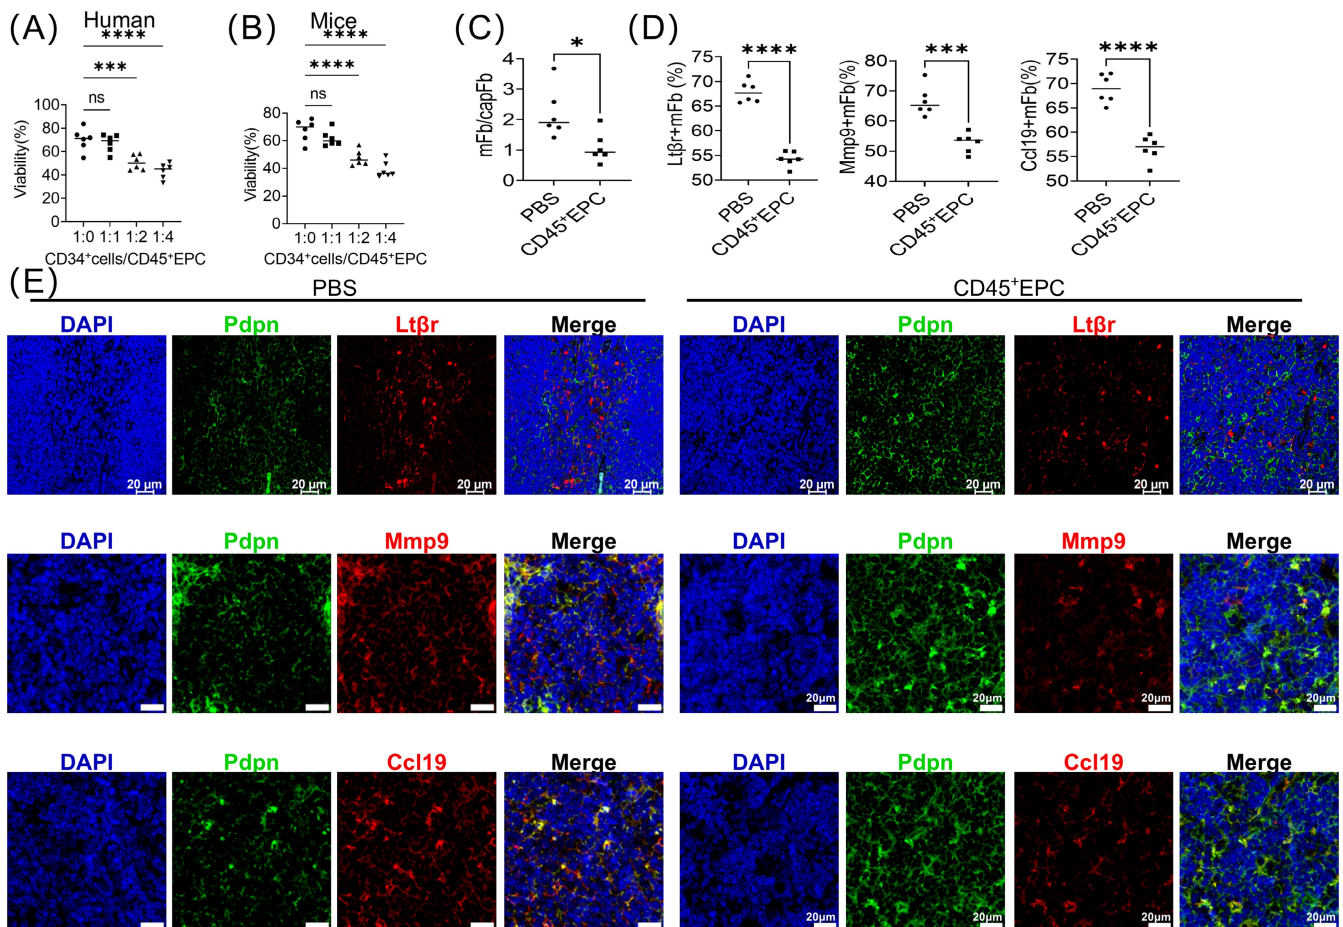 (A) Human
****
***
ns
100
80
60
40
20
0
Viability(%)
1:0 1:1 1:2 1:4
CD34+cells/CD45+EPC
(B) Mice
****
****
ns
80
60
40
20
0
Viability(%)
1:0 1:1 1:2 1:4
CD34+cells/CD45+EPC
(C)
*
4
3
2
1
0
mFb/capFb
PBS
CD45+EPC
(D)
****
75
70
65
60
55
50
Ltβr+mFb (%)
PBS
CD45+EPC
***
80
70
60
50
40
Mmp9+mFb(%)
PBS
CD45+EPC
****
75
70
65
60
55
50
Ccl19+mFb(%)
PBS
CD45+EPC
(E) PBS CD45+EPC
DAPI Pdpn Ltβr Merge DAPI Pdpn Ltβr Merge
20 μm 20 μm 20 μm 20 μm 20 μm 20 μm 20 μm 20 μm
DAPI Pdpn Mmp9 Merge DAPI Pdpn Mmp9 Merge
20μm 20μm 20μm 20μm
DAPI Pdpn Ccl19 Merge DAPI Pdpn Ccl19 Merge
20μm 20μm 20μm 20μm